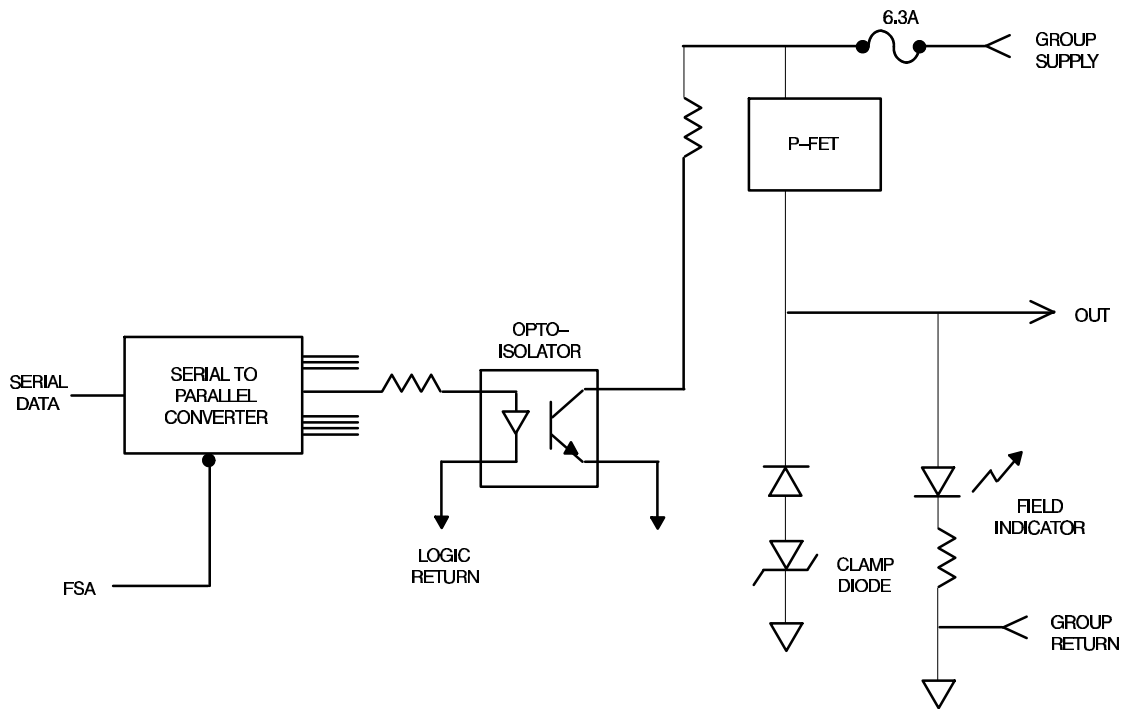 6.3A
GROUP
SUPPLY
P–FET
OUT
OPTO–
ISOLATOR
SERIAL
DATA
SERIAL TO
PARALLEL
CONVERTER
FSA
LOGIC
RETURN
CLAMP
DIODE
FIELD
INDICATOR
GROUP
RETURN